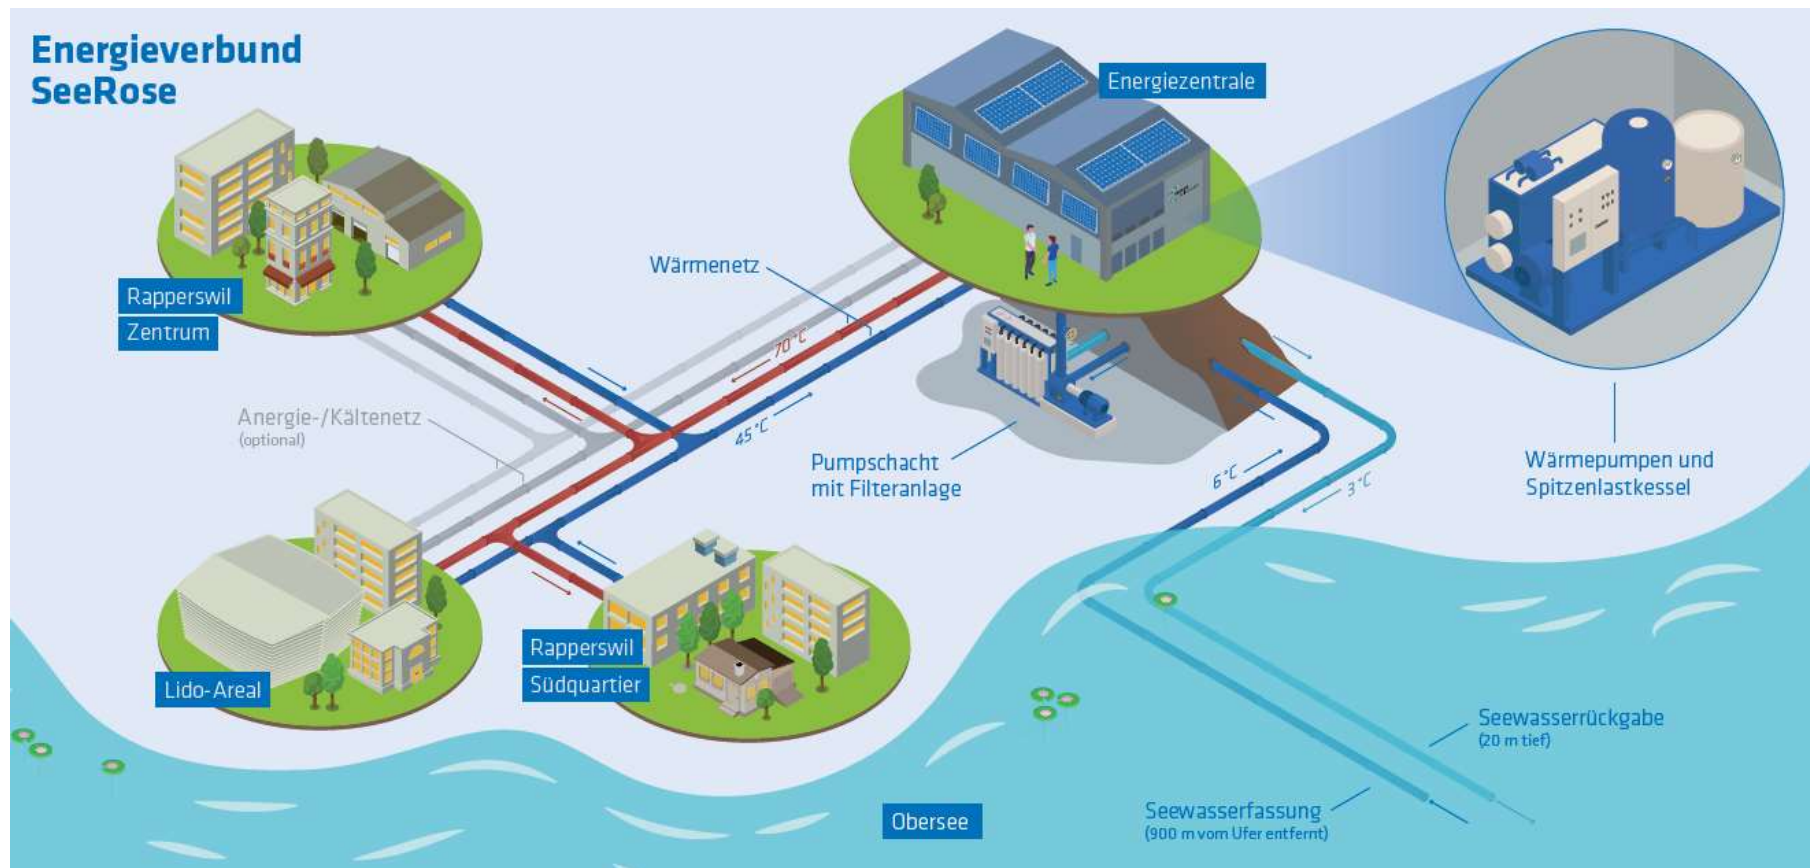 Energieverbund
SeeRose
Energiezentrale
Rapperswil
Zentrum
Wärmenetz
70 °C
45 °C
Anergie-/Kältenetz
(optional)
Pumpschacht
mit Filteranlage
6 °C
3 °C
Wärmepumpen und
Spitzenlastkessel
Lido-Areal
Rapperswil
Südquartier
Seewasserrückgabe
(20 m tief)
Seewasserfassung
(900 m vom Ufer entfernt)
Obersee